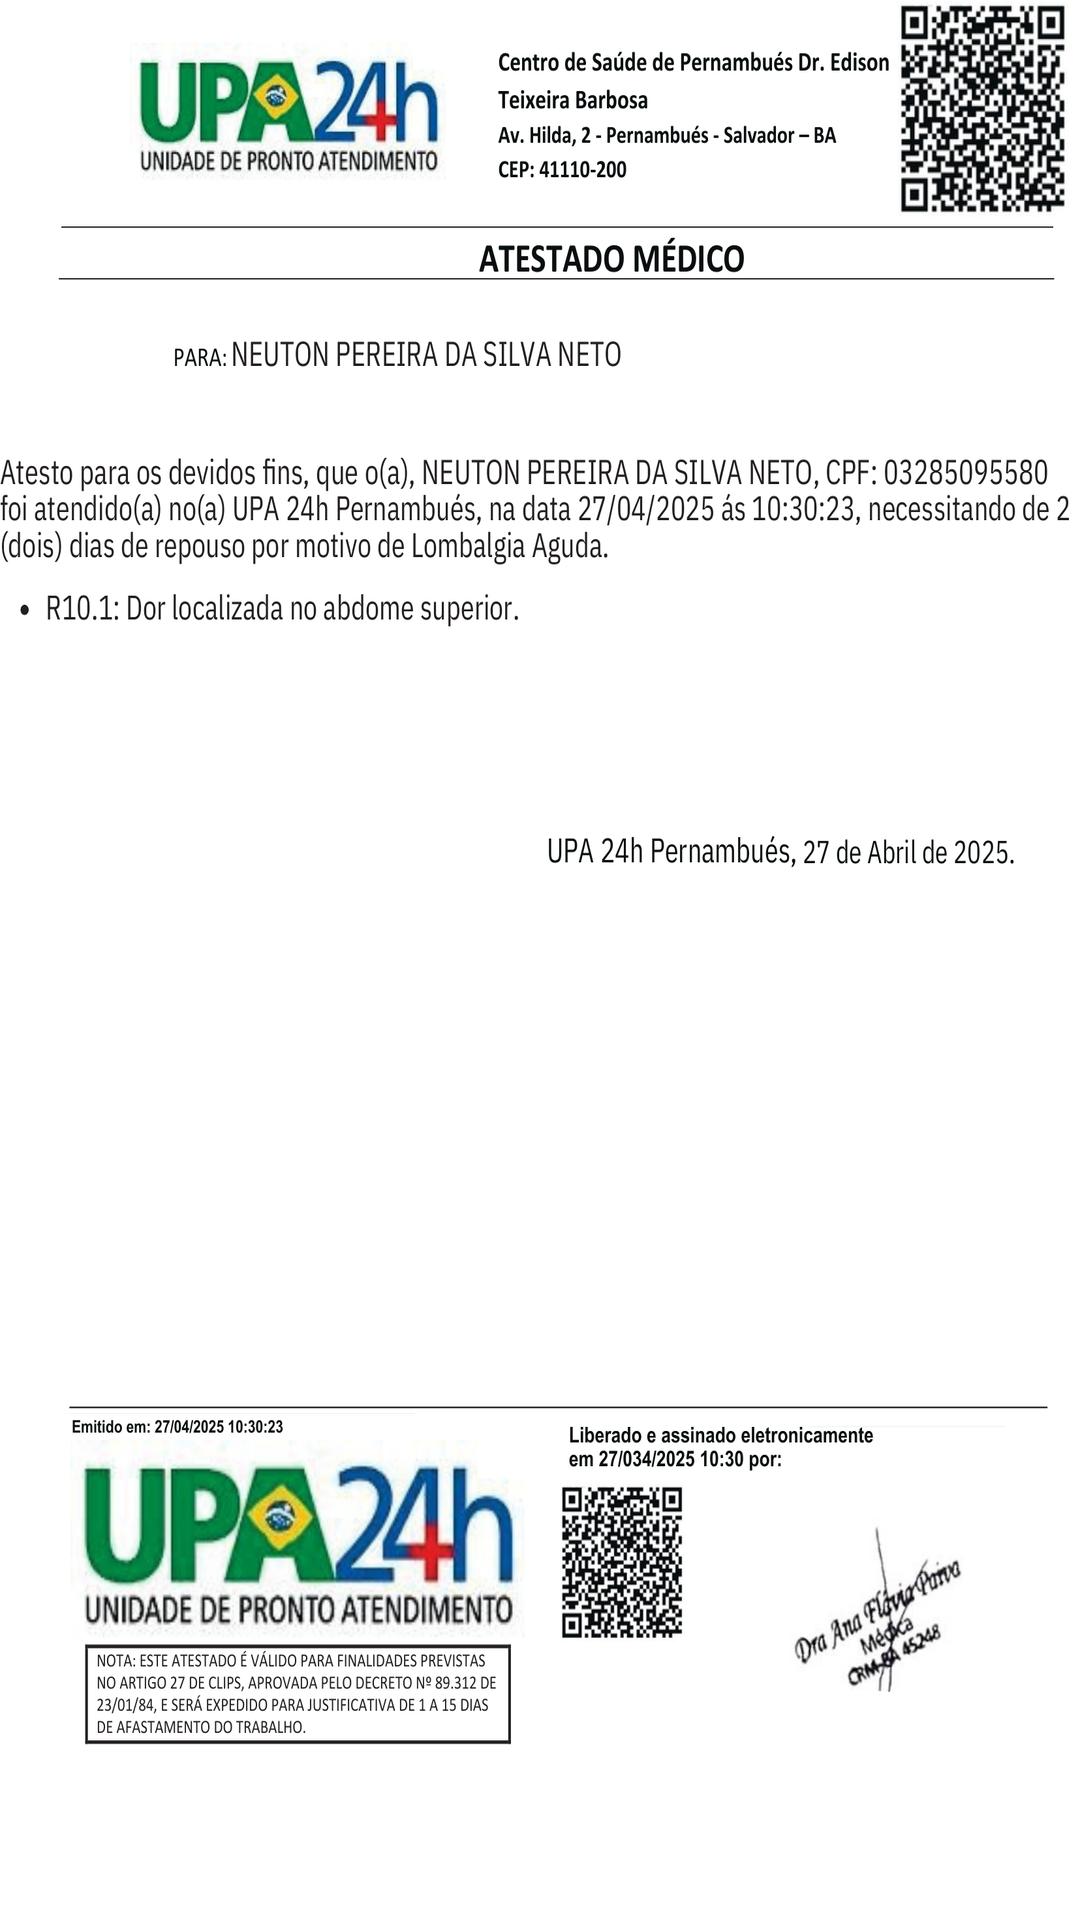 UPA24h
UNIDADE DE PRONTO ATENDIMENTO
Centro de Saúde de Pernambués Dr. Edison
Teixeira Barbosa
Av. Hilda, 2 - Pernambués - Salvador – BA
CEP: 41110-200
ATESTADO MÉDICO
PARA: NEUTON PEREIRA DA SILVA NETO
Atesto para os devidos fins, que o(a), NEUTON PEREIRA DA SILVA NETO, CPF: 03285095580
foi atendido(a) no(a) UPA 24h Pernambués, na data 27/04/2025 ás 10:30:23, necessitando de 2
(dois) dias de repouso por motivo de Lombalgia Aguda.
• R10.1: Dor localizada no abdome superior.
UPA 24h Pernambués, 27 de Abril de 2025.
Emitido em: 27/04/2025 10:30:23
UPA24h
UNIDADE DE PRONTO ATENDIMENTO
NOTA: ESTE ATESTADO É VÁLIDO PARA FINALIDADES PREVISTAS
NO ARTIGO 27 DE CLIPS, APROVADA PELO DECRETO Nº 89.312 DE
23/01/84, E SERÁ EXPEDIDO PARA JUSTIFICATIVA DE 1 A 15 DIAS
DE AFASTAMENTO DO TRABALHO.
Liberado e assinado eletronicamente
em 27/034/2025 10:30 por:
Dra Ana Flávia Paiva
Médica
CRM-BA 45248